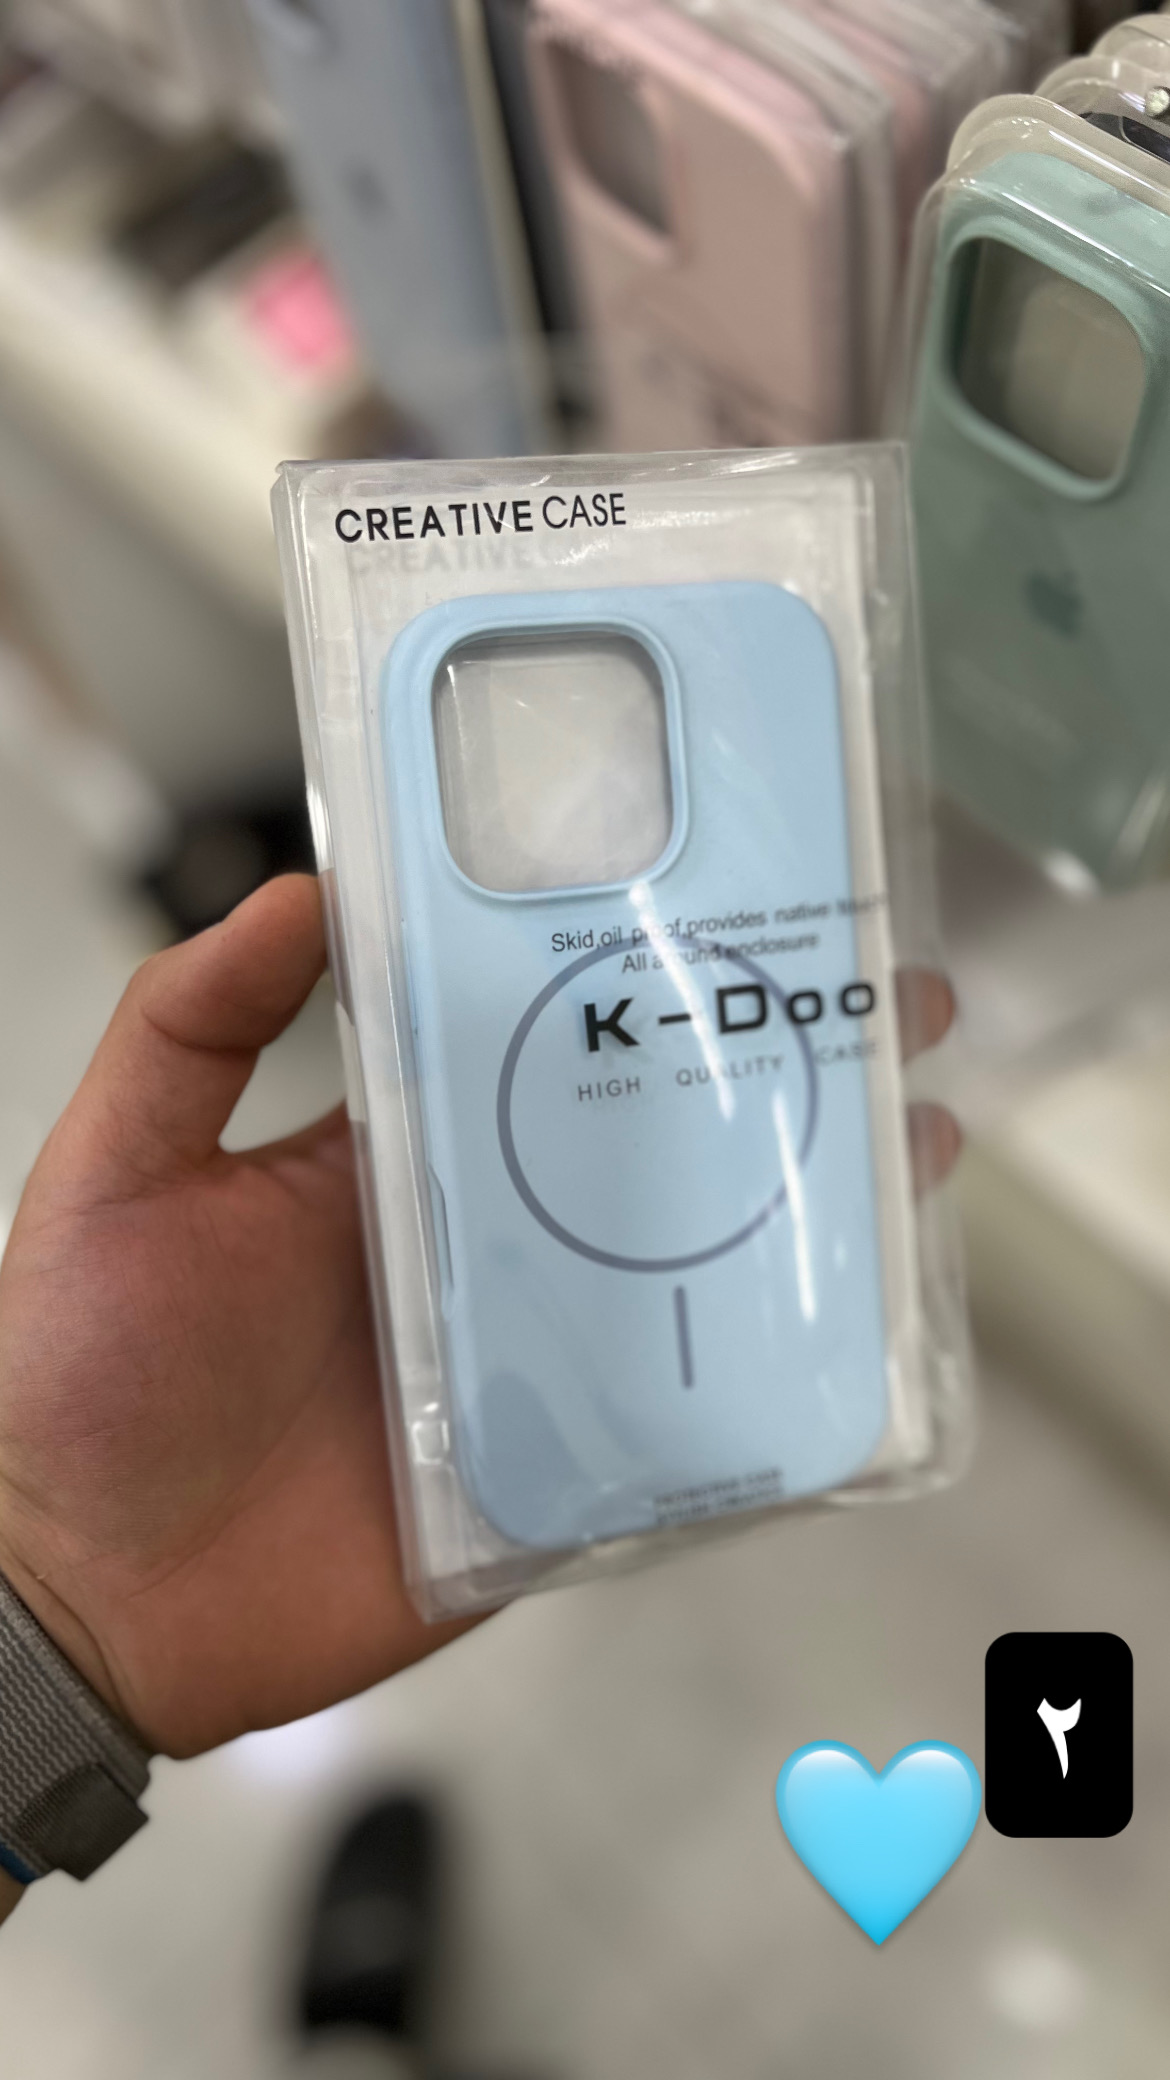 CREATIVE CASE
Skid,oil proof,provides native
All around enclosure
K-Doo
HIGH QUALITY CASE
٢